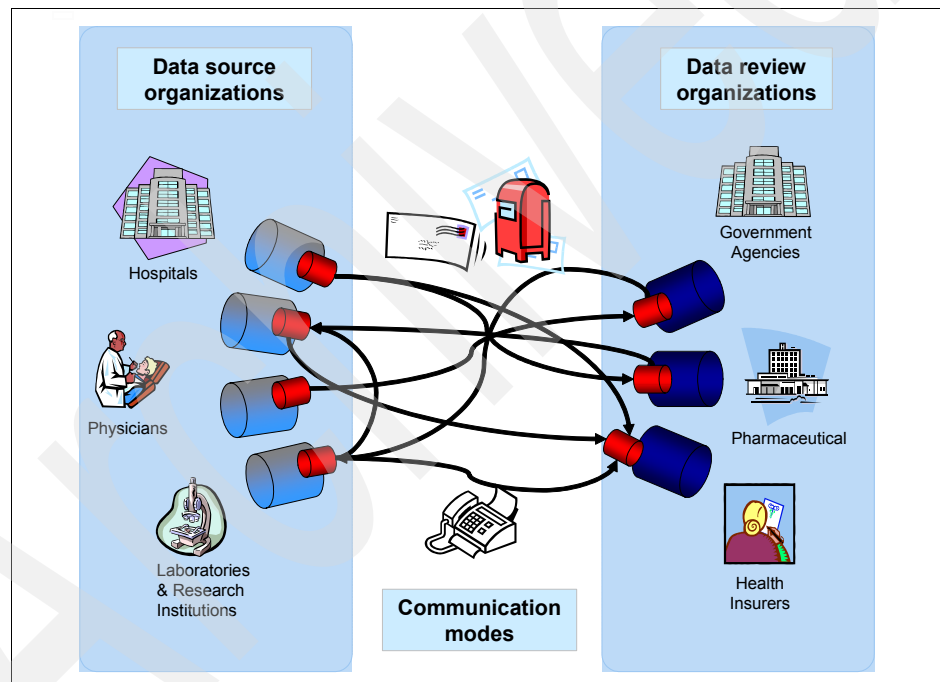 Data source
organizations
Data review
organizations
Hospitals
Government
Agencies
Physicians
Pharmaceutical
Laboratories
& Research
Institutions
Health
Insurers
Communication
modes